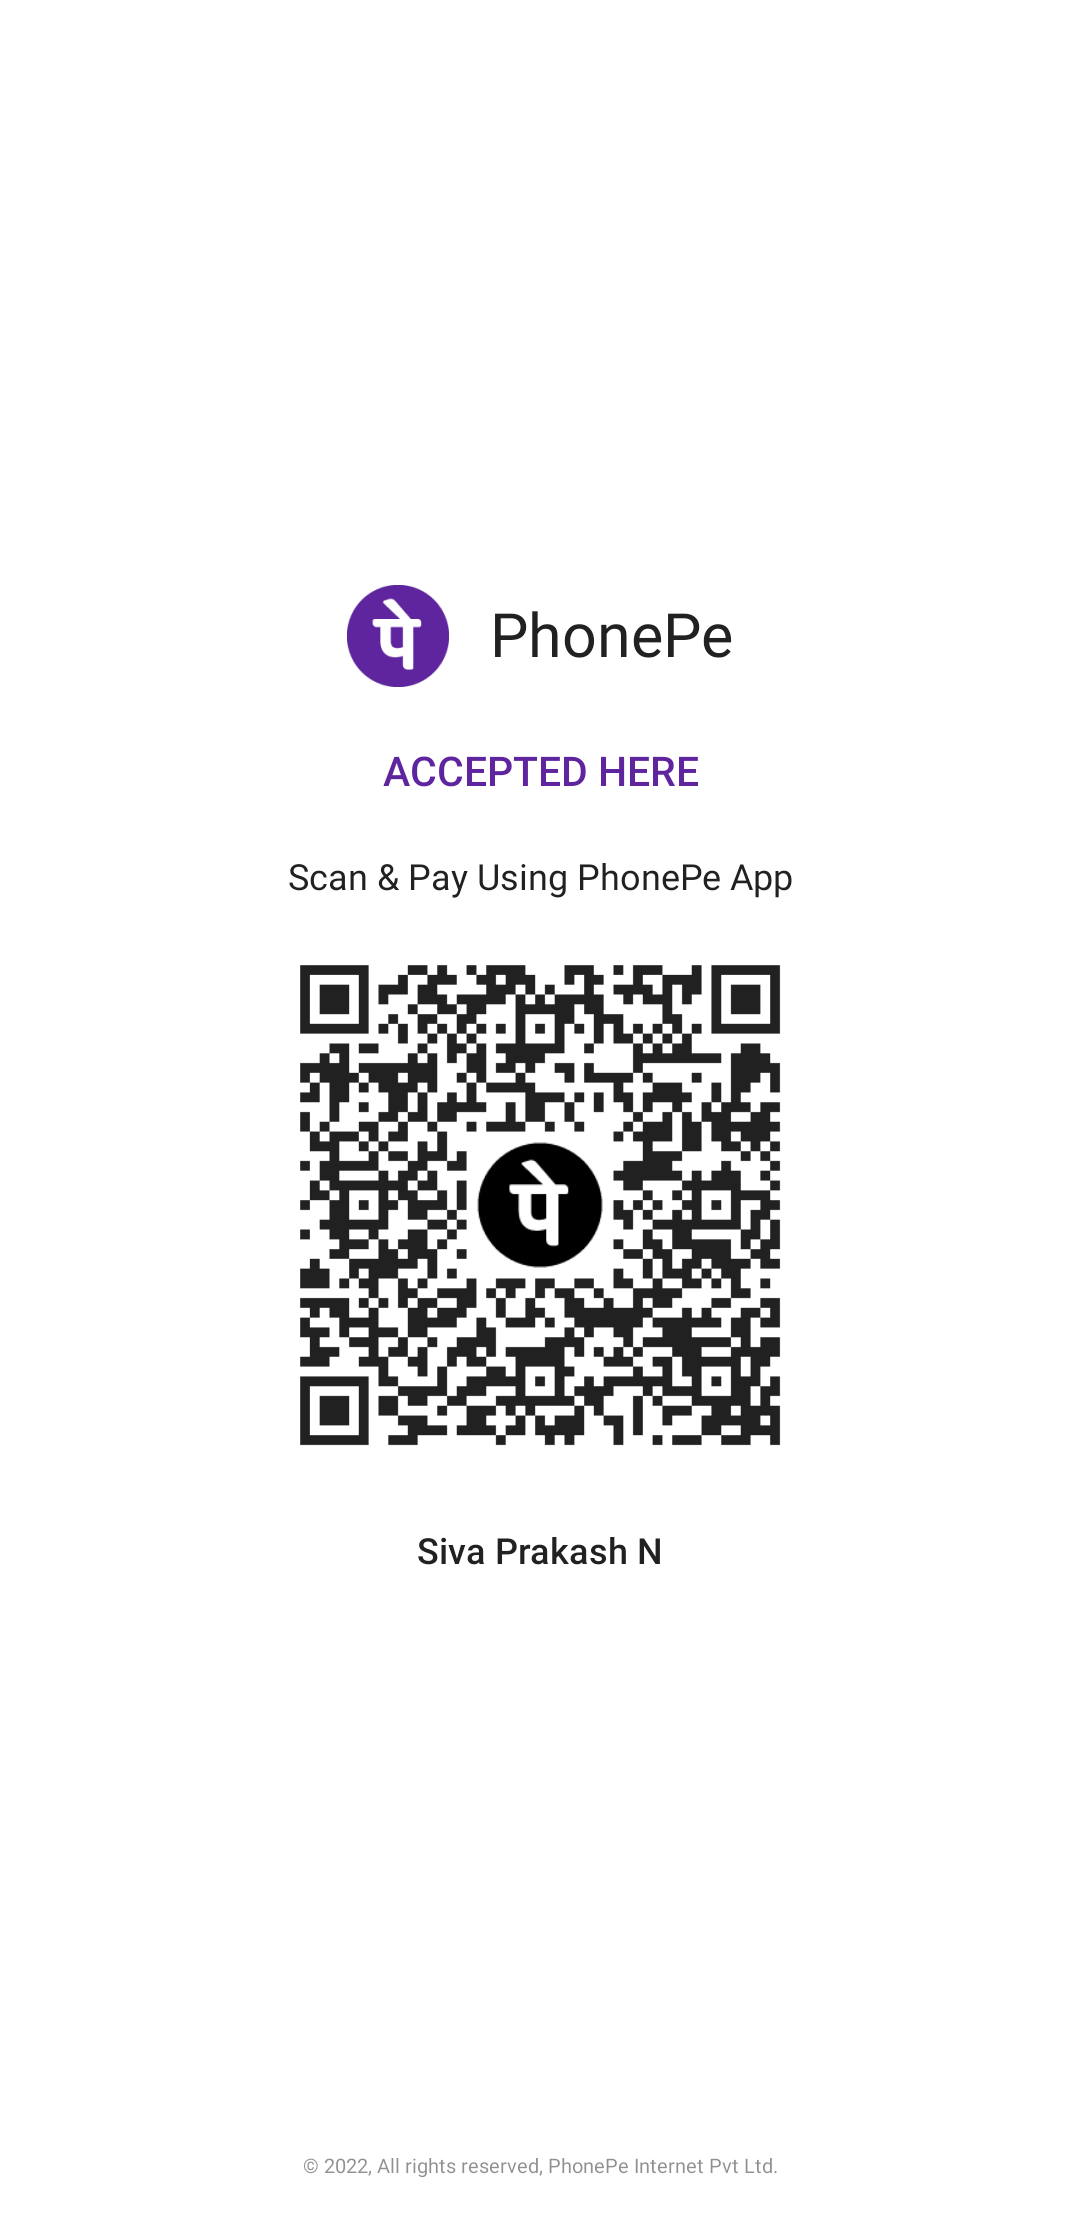 पे PhonePe
ACCEPTED HERE
Scan & Pay Using PhonePe App
पे
Siva Prakash N
© 2022, All rights reserved, PhonePe Internet Pvt Ltd.